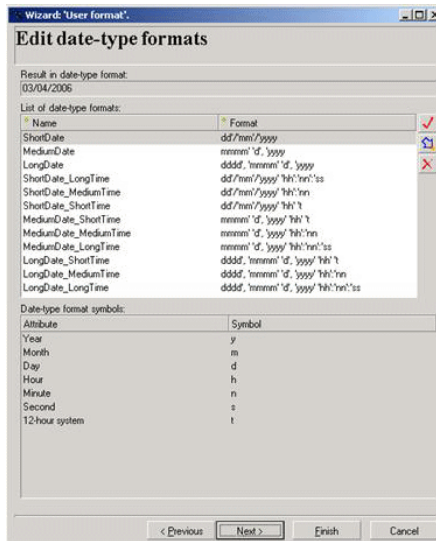 Wizard: 'User format'.
Edit date-type formats
Result in date-type format:
03/04/2006
List of date-type formats:
* Name * Format
ShortDate dd'/'mm'/'yyyy
MediumDate mmmm' 'd', 'yyyy
LongDate dddd', 'mmmm' 'd', 'yyyy
ShortDate_LongTime dd'/'mm'/'yyyy' 'hh':'nn':'ss
ShortDate_MediumTime dd'/'mm'/'yyyy' 'hh':'nn
ShortDate_ShortTime dd'/'mm'/'yyyy' 'hh' 't
MediumDate_ShortTime mmmm' 'd', 'yyyy' 'hh' 't
MediumDate_MediumTime mmmm' 'd', 'yyyy' 'hh':'nn
MediumDate_LongTime mmmm' 'd', 'yyyy' 'hh':'nn':'ss
LongDate_ShortTime dddd', 'mmmm' 'd', 'yyyy' 'hh' 't
LongDate_MediumTime dddd', 'mmmm' 'd', 'yyyy' 'hh':'nn
LongDate_LongTime dddd', 'mmmm' 'd', 'yyyy' 'hh':'nn':'ss
Date-type format symbols:
Attribute Symbol
Year y
Month m
Day d
Hour h
Minute n
Second s
12-hour system t
< Previous Next > Finish Cancel